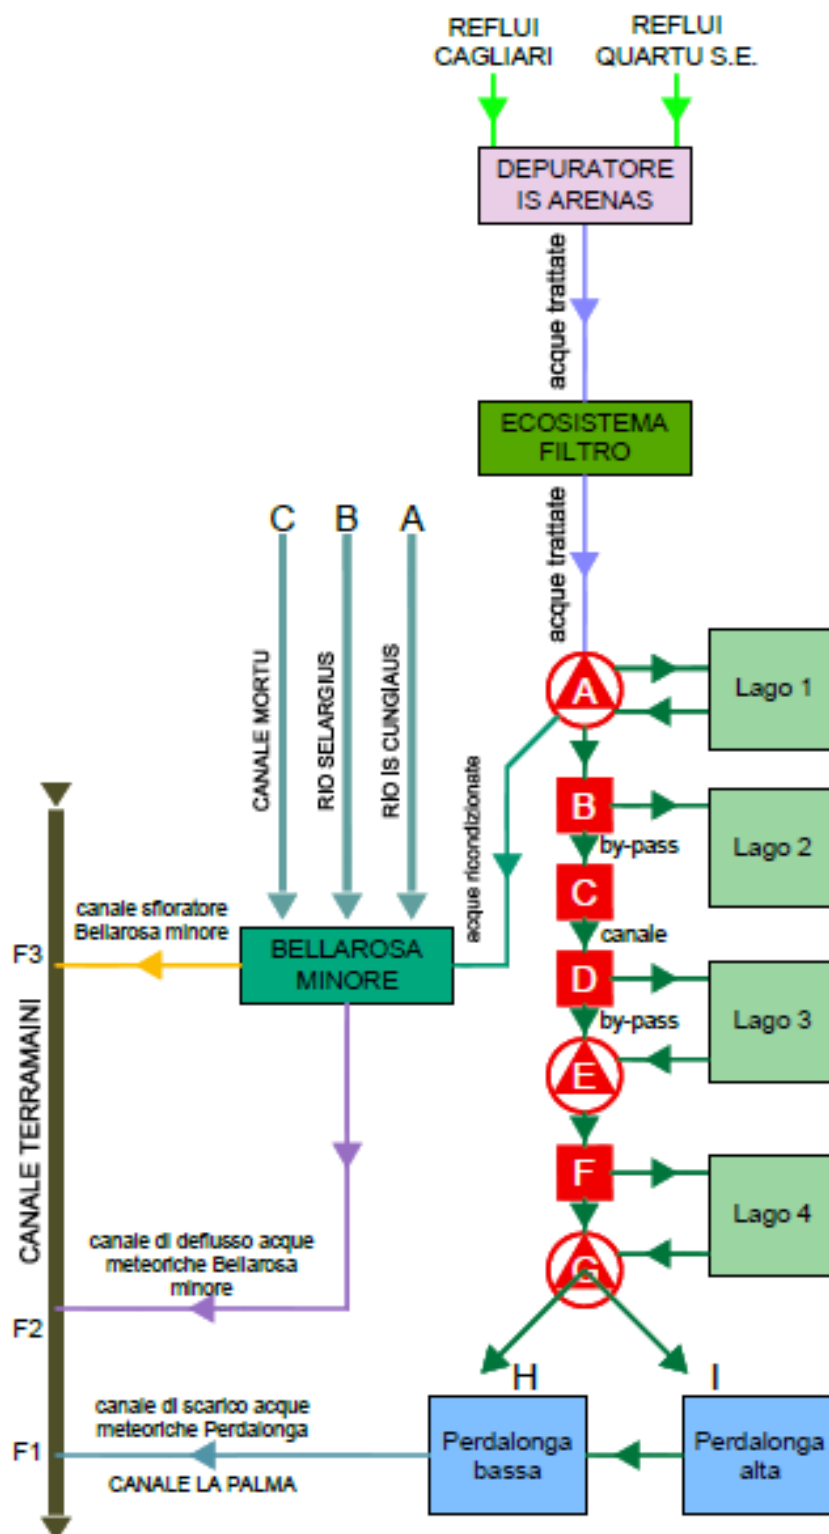 REFLUI
CAGLIARI
REFLUI
QUARTU S.E.
DEPURATORE
IS ARENAS
acque trattate
ECOSISTEMA
FILTRO
acque trattate
C
B
A
CANALE MORTU
RIO SELARGIUS
RIO IS CUNGIAUS
acque ricondizionate
A
Lago 1
B
by-pass
Lago 2
C
canale
canale sfioratore
Bellarosa minore
F3
BELLAROSA
MINORE
D
by-pass
Lago 3
E
CANALE TERRAMAINI
F
Lago 4
canale di deflusso acque
meteoriche Bellarosa
minore
F2
G
H
I
canale di scarico acque
meteoriche Perdalonga
F1
CANALE LA PALMA
Perdalonga
bassa
Perdalonga
alta